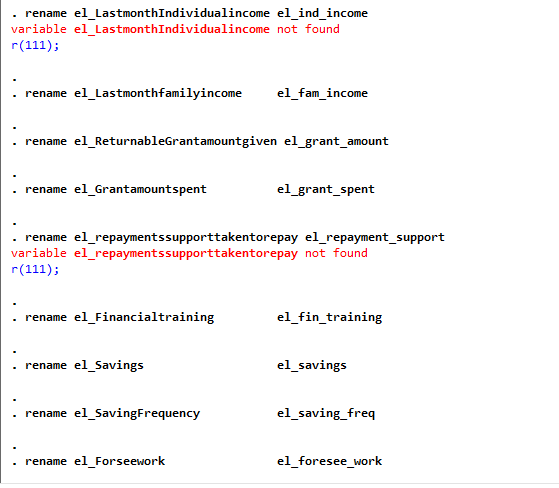 . rename el_LastmonthIndividualincome el_ind_income
variable el_LastmonthIndividualincome not found
r(111);
.
. rename el_Lastmonthfamilyincome     el_fam_income
.
. rename el_ReturnableGrantamountgiven el_grant_amount
.
. rename el_Grantamountspent          el_grant_spent
.
. rename el_repaymentssupporttakentorepay el_repayment_support
variable el_repaymentssupporttakentorepay not found
r(111);
.
. rename el_Financialtraining         el_fin_training
.
. rename el_Savings                   el_savings
.
. rename el_SavingFrequency           el_saving_freq
.
. rename el_Forseework                el_foresee_work